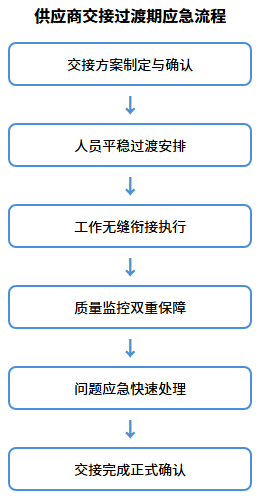 供应商交接过渡期应急流程
交接方案制定与确认
人员平稳过渡安排
工作无缝衔接执行
质量监控双重保障
问题应急快速处理
交接完成正式确认